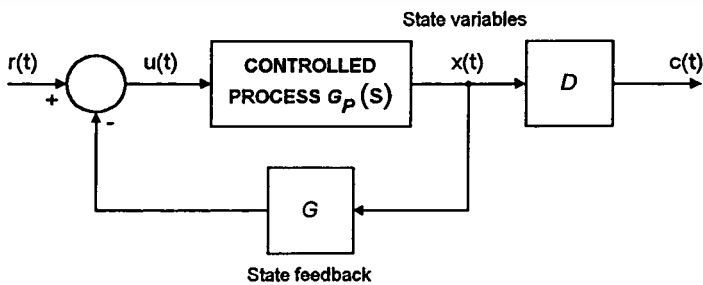 State variables
r(t)
u(t)
CONTROLLED
PROCESS G_P (S)
x(t)
D
c(t)
+
-
G
State feedback